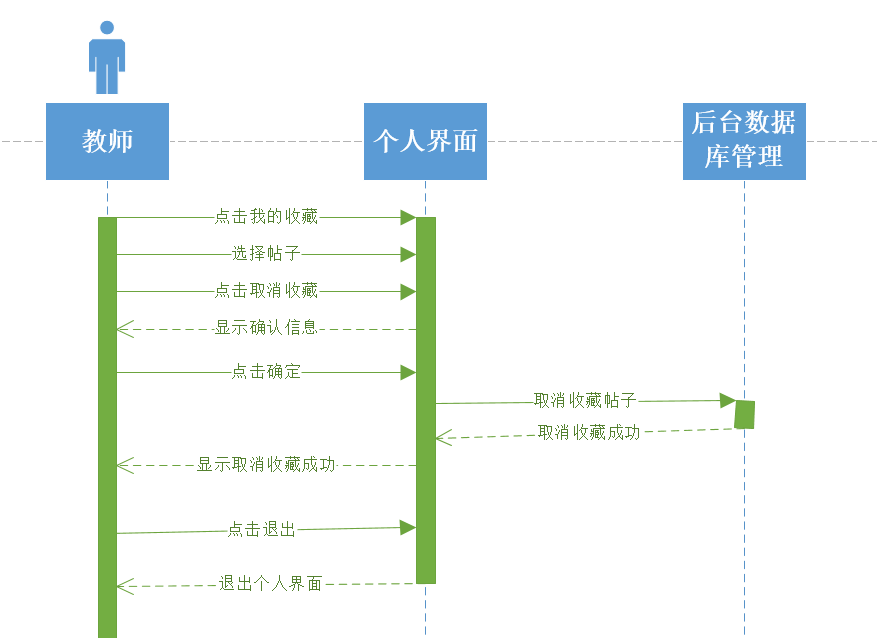 教师
个人界面
后台数据
库管理
点击我的收藏
选择帖子
点击取消收藏
显示确认信息
点击确定
取消收藏帖子
取消收藏成功
显示取消收藏成功
点击退出
退出个人界面